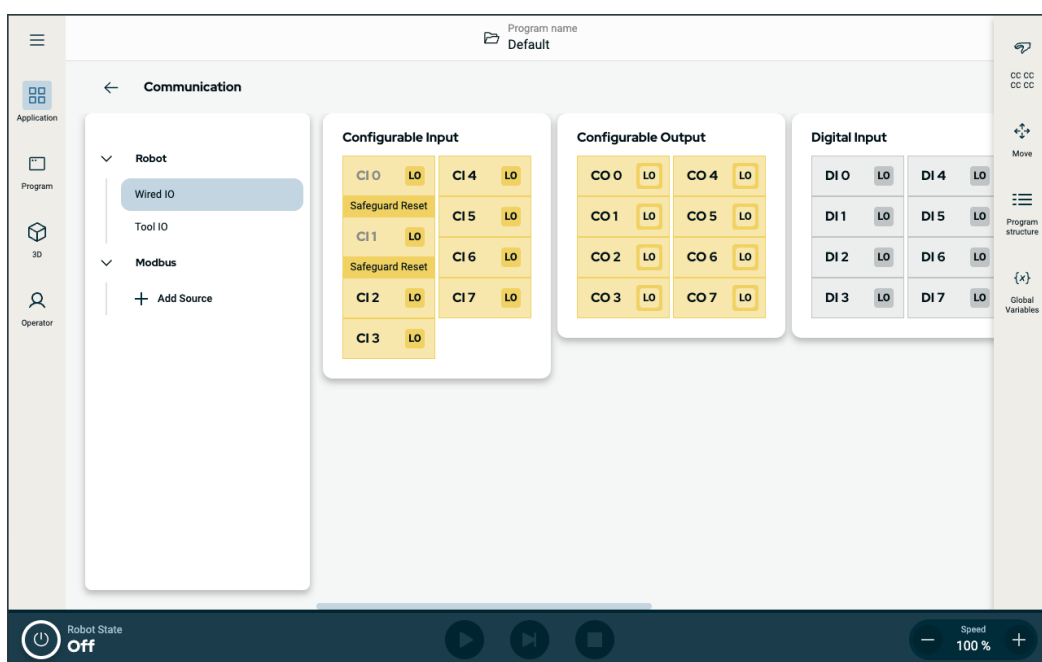 Program name
Default
Application
Program
3D
Operator
Communication
Robot
Wired IO
Tool IO
Modbus
+ Add Source
Configurable Input
CI 0 LO CI 4 LO
Safeguard Reset
CI 5 LO
CI 1 LO
CI 6 LO
Safeguard Reset
CI 2 LO CI 7 LO
CI 3 LO
Configurable Output
CO 0 LO CO 4 LO
CO 1 LO CO 5 LO
CO 2 LO CO 6 LO
CO 3 LO CO 7 LO
Digital Input
DI 0 LO DI 4 LO
DI 1 LO DI 5 LO
DI 2 LO DI 6 LO
DI 3 LO DI 7 LO
CC CC
CC CC
Move
Program
structure
{x}
Global
Variables
Robot State
Off
Speed
− 100 % +